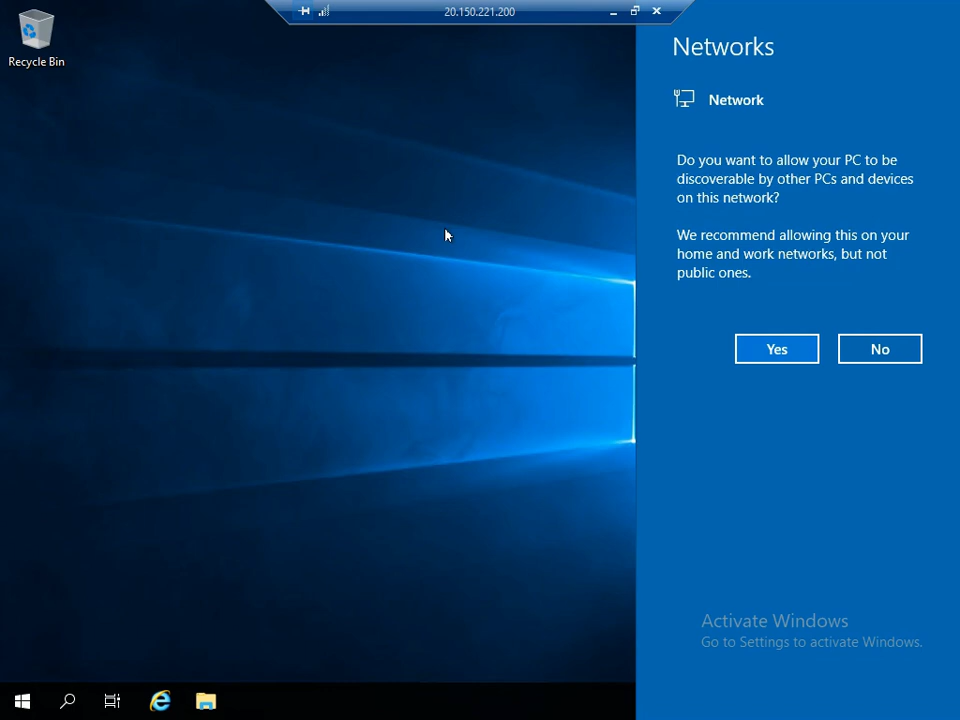 20.150.221.200
Recycle Bin
Networks
Network
Do you want to allow your PC to be
discoverable by other PCs and devices
on this network?
We recommend allowing this on your
home and work networks, but not
public ones.
Yes
No
Activate Windows
Go to Settings to activate Windows.